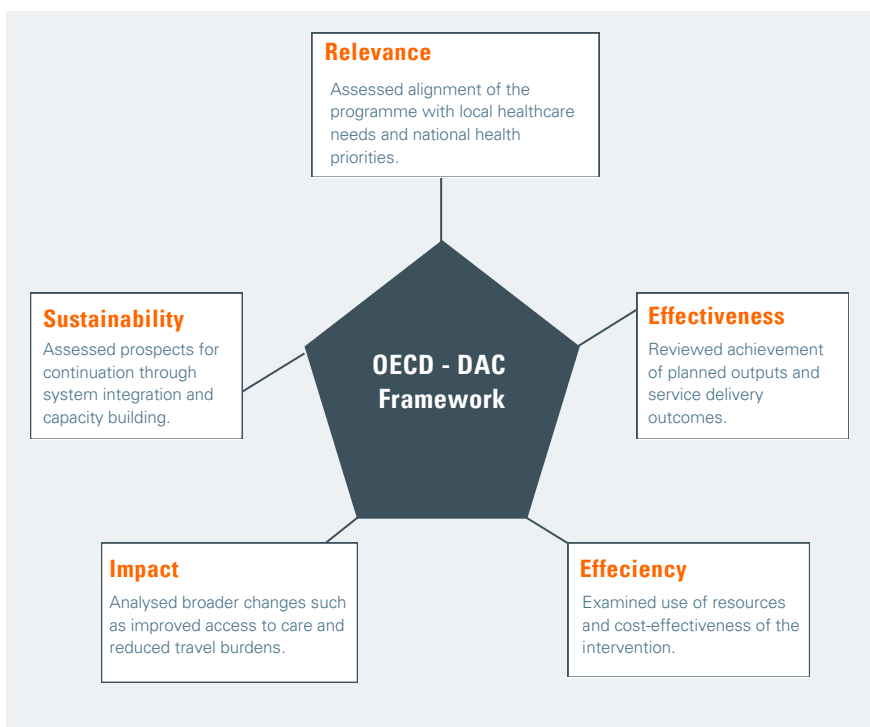 Relevance
Assessed alignment of the
programme with local healthcare
needs and national health
priorities.
Sustainability
Assessed prospects for
continuation through
system integration and
capacity building.
OECD - DAC
Framework
Effectiveness
Reviewed achievement
of planned outputs and
service delivery
outcomes.
Impact
Analysed broader changes such
as improved access to care and
reduced travel burdens.
Effeciency
Examined use of resources
and cost-effectiveness of the
intervention.